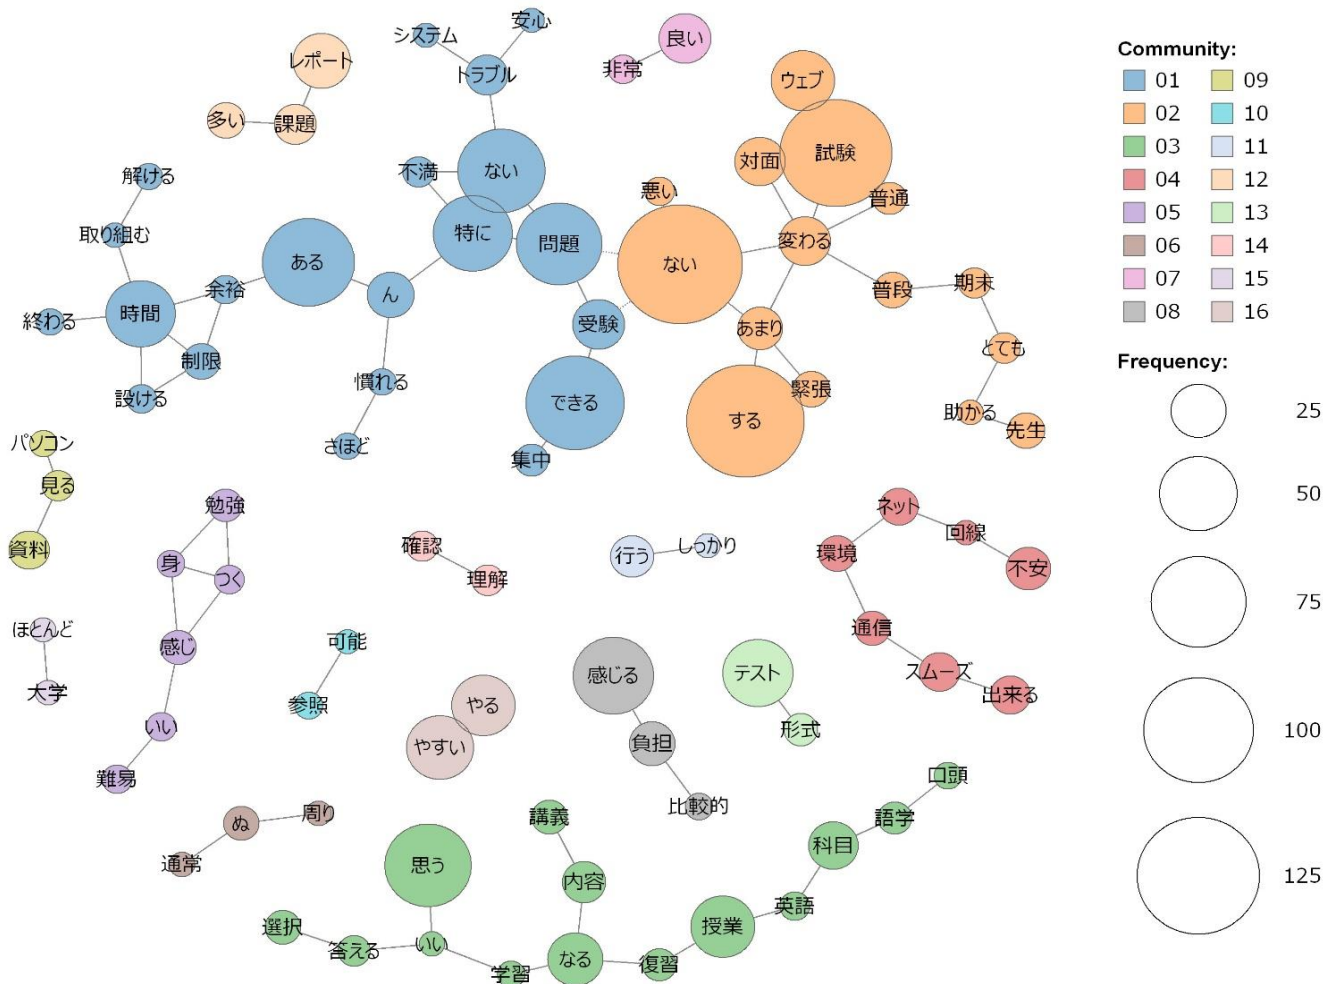 システム
安心
トラブル
レポート
多い
課題
非常
良い
ウェブ
試験
対面
普通
悪い
ない
変わる
普段
期末
とても
助かる
先生
あまり
緊張
する
解ける
取り組む
時間
終わる
余裕
制限
設ける
ある
ん
慣れる
さほど
不満
ない
特に
問題
受験
できる
集中
パソコン
見る
資料
勉強
身
つく
感じ
いい
難易
ほとんど
大学
確認
理解
可能
参照
やる
やすい
行う
しっかり
感じる
負担
比較的
テスト
形式
ネット
回線
不安
環境
通信
スムーズ
出来る
ぬ
周り
通常
思う
選択
答える
いい
学習
講義
内容
なる
復習
授業
英語
科目
語学
口頭
Community:
01 09
02 10
03 11
04 12
05 13
06 14
07 15
08 16
Frequency:
25
50
75
100
125